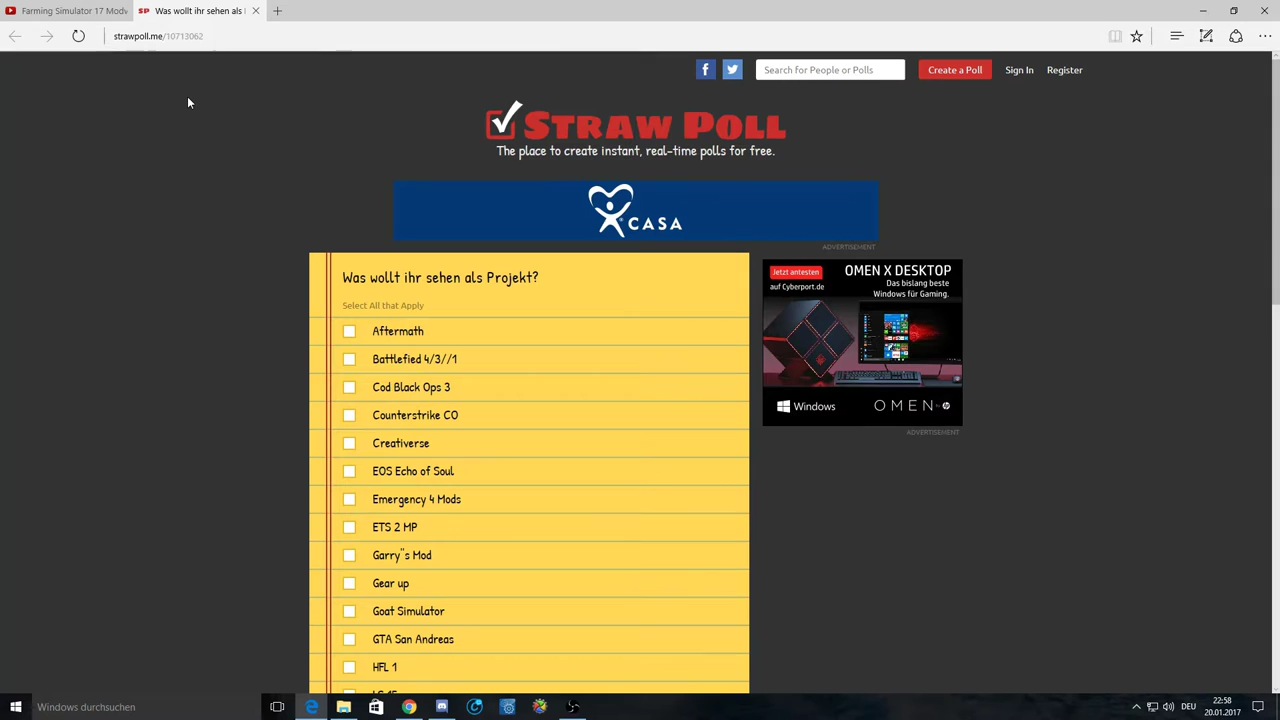 Farming Simulator 17 Modv
SP Was wollt ihr sehen als
strawpoll.me/10713062
f Search for People or Polls Create a Poll Sign In Register
STRAW POLL
The place to create instant, real-time polls for free.
CASA
ADVERTISEMENT
Was wollt ihr sehen als Projekt?
Select All that Apply
Aftermath
Battlefied 4/3//1
Cod Black Ops 3
Counterstrike CO
Creativerse
EOS Echo of Soul
Emergency 4 Mods
ETS 2 MP
Garry"s Mod
Gear up
Goat Simulator
GTA San Andreas
HFL 1
LS 15
Jetzt antesten
auf Cyberport.de
OMEN X DESKTOP
Das bislang beste
Windows für Gaming.
Windows OMEN by hp
ADVERTISEMENT
Windows durchsuchen
DEU
22:58
20.01.2017